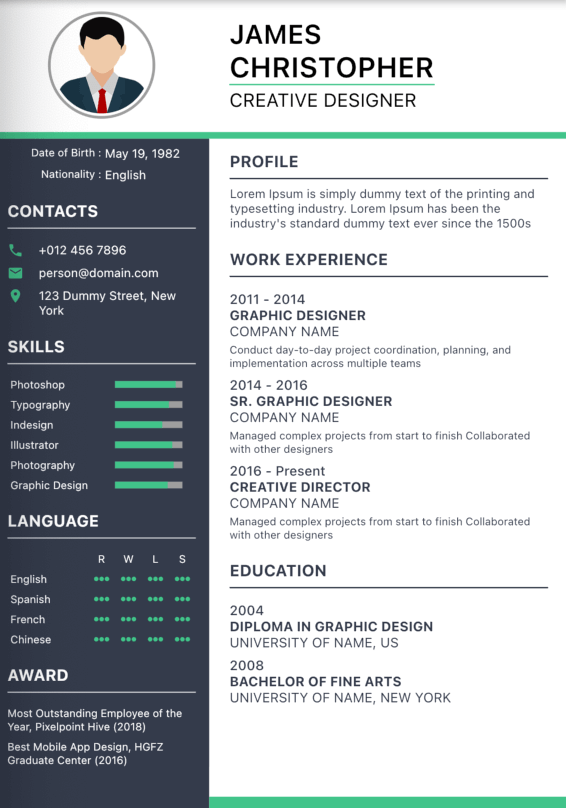 JAMES
CHRISTOPHER
CREATIVE DESIGNER
Date of Birth : May 19, 1982
Nationality : English
CONTACTS
+012 456 7896
person@domain.com
123 Dummy Street, New
York
SKILLS
Photoshop
Typography
Indesign
Illustrator
Photography
Graphic Design
LANGUAGE
R W L S
English
Spanish
French
Chinese
AWARD
Most Outstanding Employee of the
Year, Pixelpoint Hive (2018)
Best Mobile App Design, HGFZ
Graduate Center (2016)
PROFILE
Lorem Ipsum is simply dummy text of the printing and
typesetting industry. Lorem Ipsum has been the
industry's standard dummy text ever since the 1500s
WORK EXPERIENCE
2011 - 2014
GRAPHIC DESIGNER
COMPANY NAME
Conduct day-to-day project coordination, planning, and
implementation across multiple teams
2014 - 2016
SR. GRAPHIC DESIGNER
COMPANY NAME
Managed complex projects from start to finish Collaborated
with other designers
2016 - Present
CREATIVE DIRECTOR
COMPANY NAME
Managed complex projects from start to finish Collaborated
with other designers
EDUCATION
2004
DIPLOMA IN GRAPHIC DESIGN
UNIVERSITY OF NAME, US
2008
BACHELOR OF FINE ARTS
UNIVERSITY OF NAME, NEW YORK